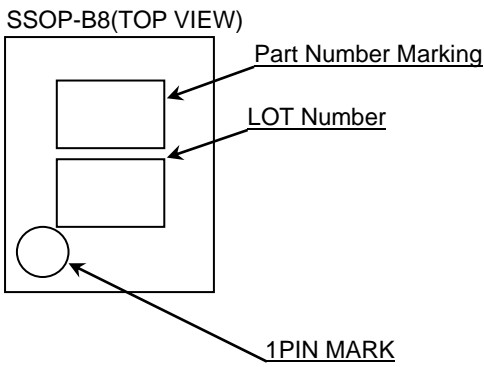 SSOP-B8(TOP VIEW)
Part Number Marking
LOT Number
1PIN MARK